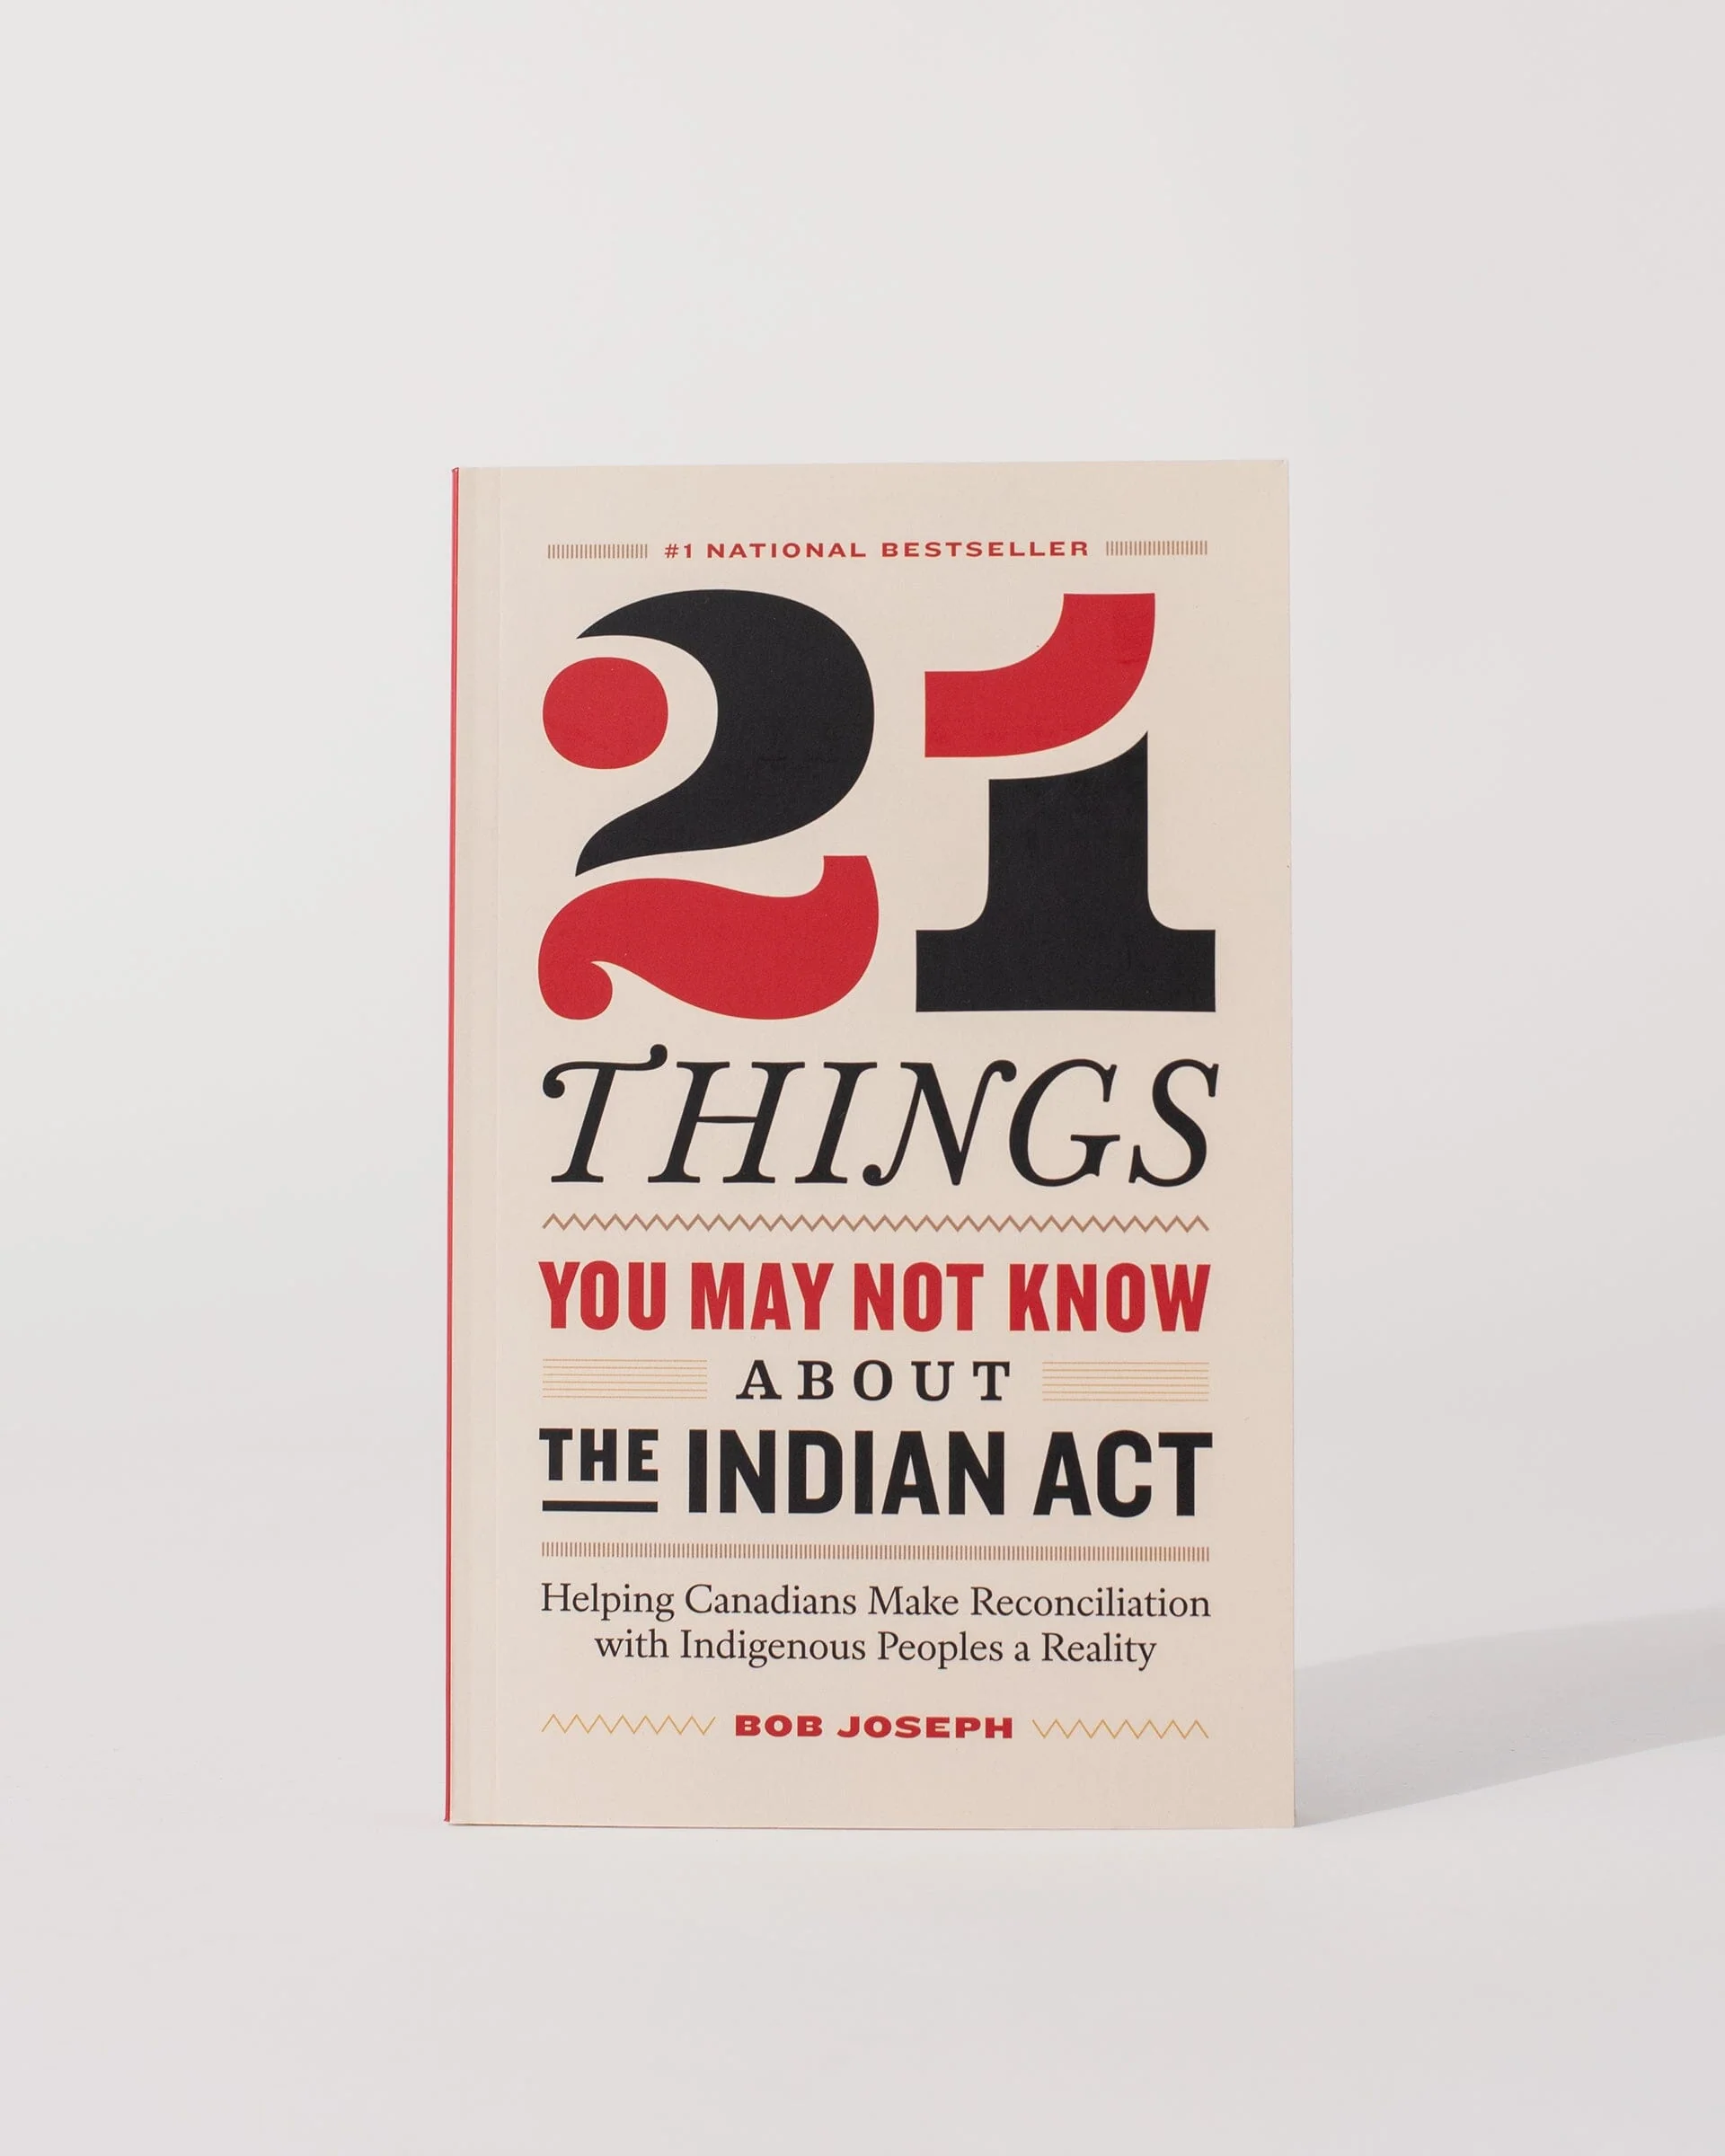 #1 NATIONAL BESTSELLER
21
THINGS
YOU MAY NOT KNOW
ABOUT
THE INDIAN ACT
Helping Canadians Make Reconciliation
with Indigenous Peoples a Reality
BOB JOSEPH